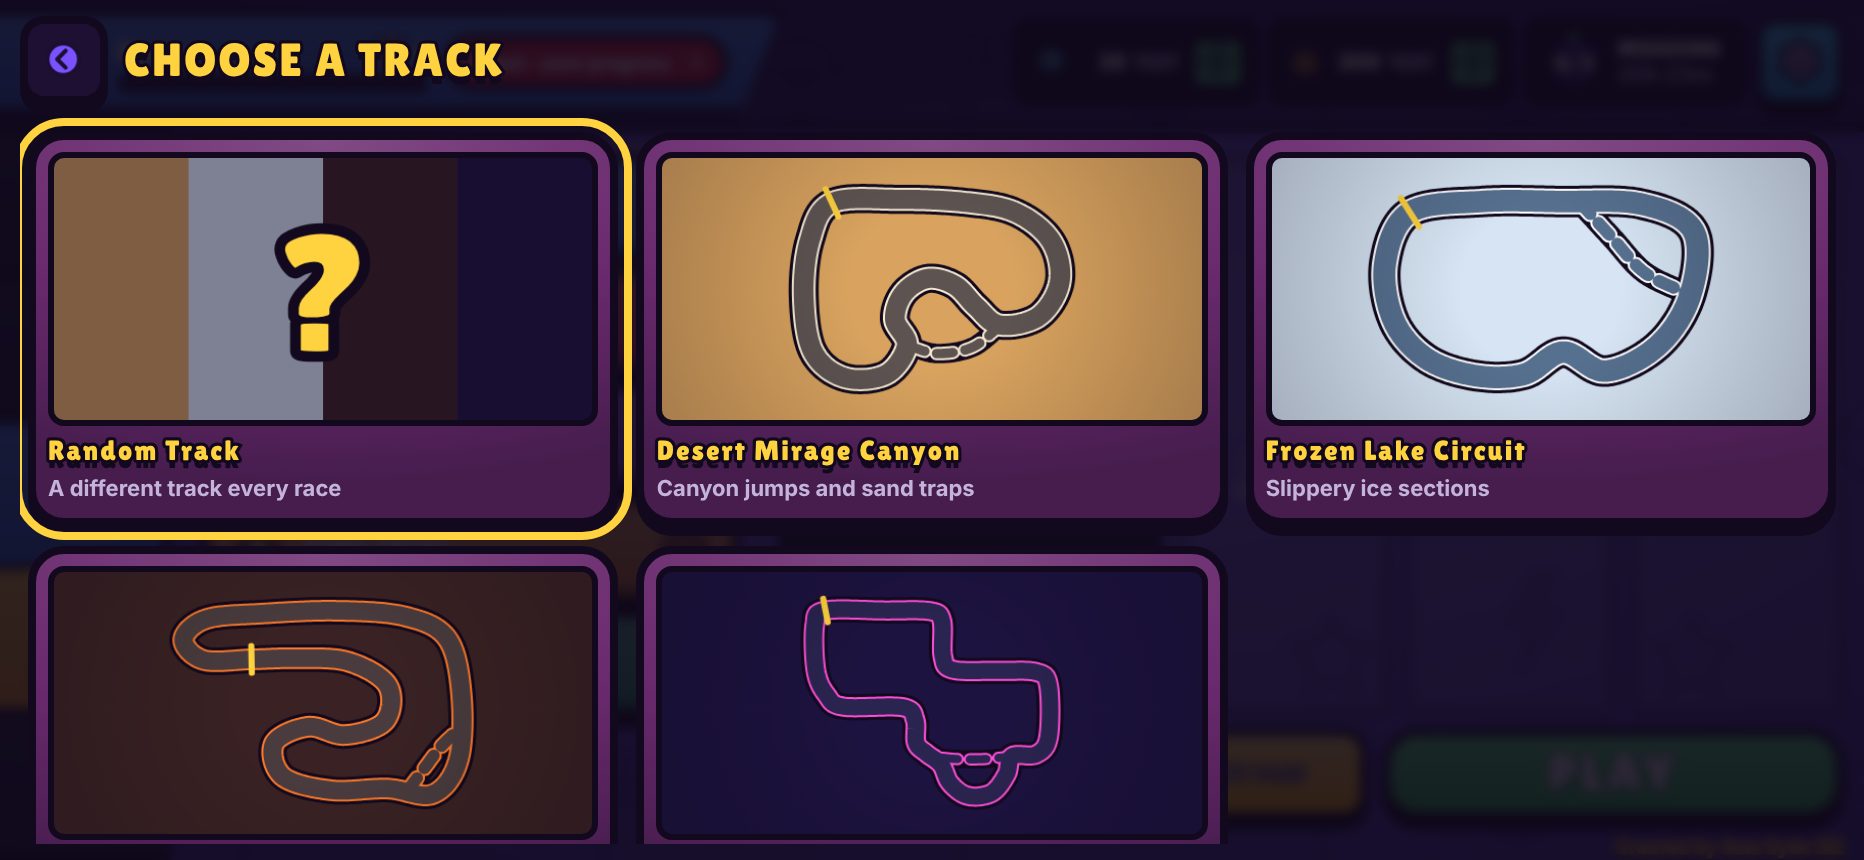 CHOOSE A TRACK
?
Random Track
A different track every race
Desert Mirage Canyon
Canyon jumps and sand traps
Frozen Lake Circuit
Slippery ice sections
PLAY